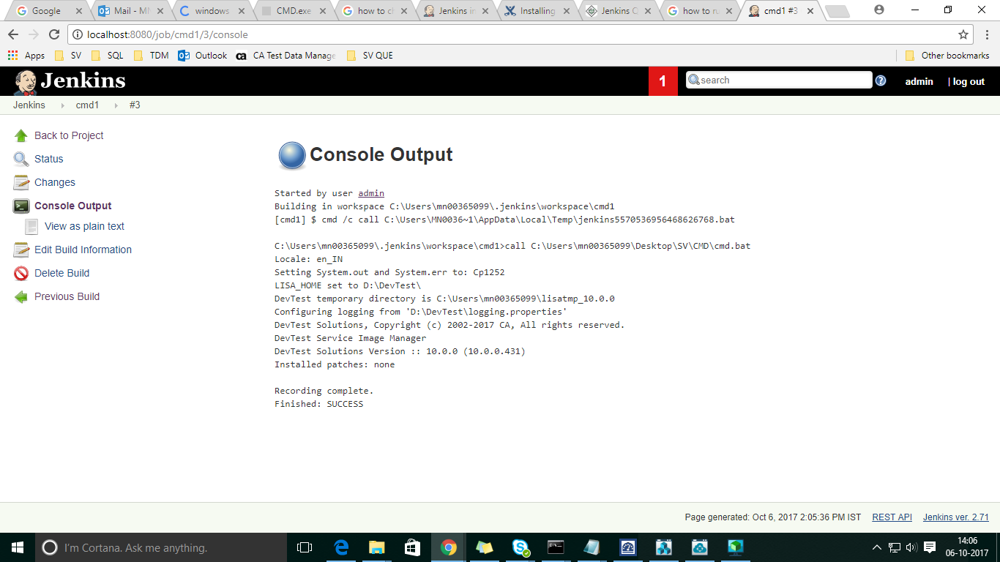 Google
Mail - MN
windows
CMD.exe
how to ch
Jenkins in
Installing
Jenkins Q
how to ru
cmd1 #3
localhost:8080/job/cmd1/3/console
Apps
SV
SQL
TDM
Outlook
ca
CA Test Data Manage
SV QUE
Other bookmarks
Jenkins
1
search
?
admin
| log out
Jenkins
cmd1
#3
Back to Project
Status
Changes
Console Output
View as plain text
Edit Build Information
Delete Build
Previous Build
Console Output
Started by user admin
Building in workspace C:\Users\mn00365099\.jenkins\workspace\cmd1
[cmd1] $ cmd /c call C:\Users\MN0036~1\AppData\Local\Temp\jenkins5570536956468626768.bat
C:\Users\mn00365099\.jenkins\workspace\cmd1>call C:\Users\mn00365099\Desktop\SV\CMD\cmd.bat
Locale: en_IN
Setting System.out and System.err to: Cp1252
LISA_HOME set to D:\DevTest\
DevTest temporary directory is C:\Users\mn00365099\lisatmp_10.0.0
Configuring logging from 'D:\DevTest\logging.properties'
DevTest Solutions, Copyright (c) 2002-2017 CA, All rights reserved.
DevTest Service Image Manager
DevTest Solutions Version :: 10.0.0 (10.0.0.431)
Installed patches: none
Recording complete.
Finished: SUCCESS
Page generated: Oct 6, 2017 2:05:36 PM IST
REST API
Jenkins ver. 2.71
I'm Cortana. Ask me anything.
14:06
06-10-2017